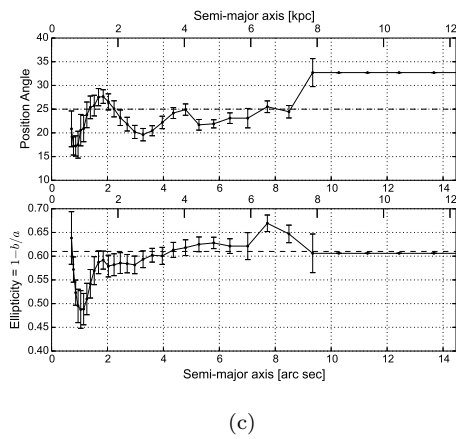 Semi-major axis [kpc]
0 2 4 6 8 10 12
40
35
30
25
20
15
10
Position Angle
0 2 4 6 8 10 12
0.70
0.65
0.60
0.55
0.50
0.45
0.40
Ellipticity = 1−b/a
0 2 4 6 8 10 12 14
Semi-major axis [arc sec]
(c)